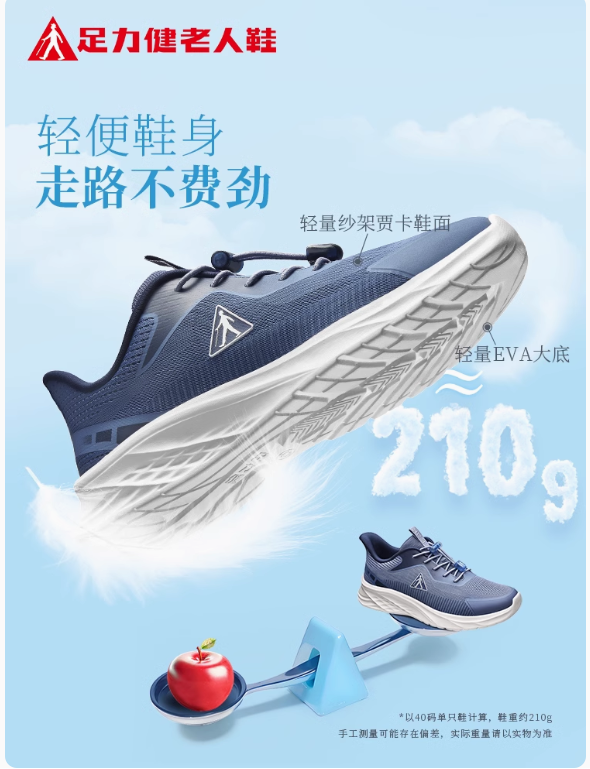 足力健老人鞋
轻便鞋身
走路不费劲
轻量纱架贾卡鞋面
轻量EVA大底
≈
210g
*以40码单只鞋计算，鞋重约210g
手工测量可能存在偏差，实际重量请以实物为准